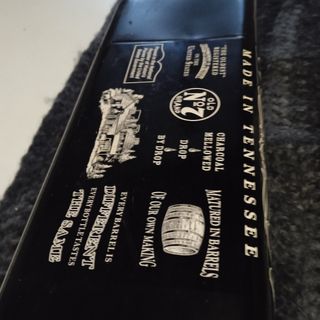 MADE IN TENNESSEE
"THE OLDEST
REGISTERED
IN THE
UNITED STATES
OLD
No. 7
BRAND
CHARCOAL
MELLOWED
DROP
BY DROP
MATURED IN BARRELS
OF OUR OWN MAKING
EVERY BARREL IS
DIFFERENT
EVERY BOTTLE TASTES
THE SAME